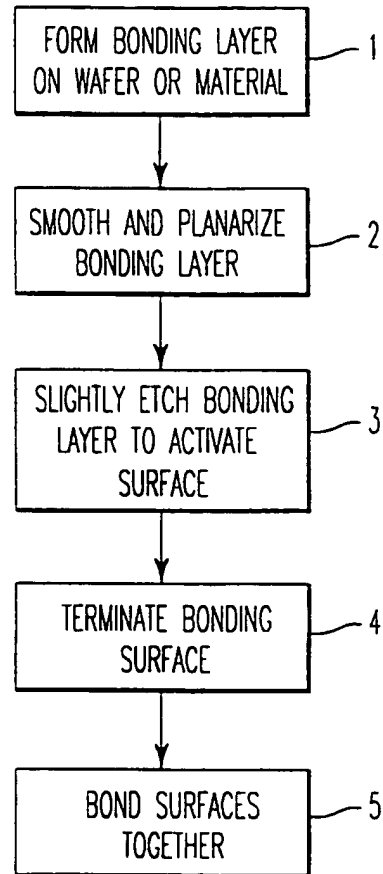 FORM BONDING LAYER
ON WAFER OR MATERIAL
1
SMOOTH AND PLANARIZE
BONDING LAYER
2
SLIGHTLY ETCH BONDING
LAYER TO ACTIVATE
SURFACE
3
TERMINATE BONDING
SURFACE
4
BOND SURFACES
TOGETHER
5